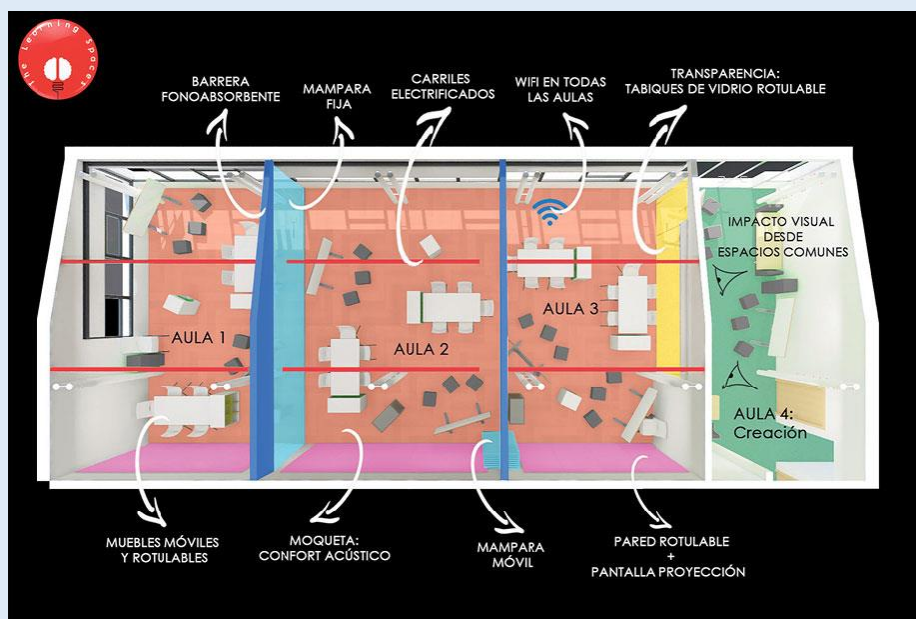 The Learning Spaces
BARRERA
FONOABSORBENTE
MAMPARA
FIJA
CARRILES
ELECTRIFICADOS
WIFI EN TODAS
LAS AULAS
TRANSPARENCIA:
TABIQUES DE VIDRIO ROTULABLE
IMPACTO VISUAL
DESDE
ESPACIOS COMUNES
AULA 1
AULA 2
AULA 3
AULA 4:
Creación
MUEBLES MÓVILES
Y ROTULABLES
MOQUETA:
CONFORT ACÚSTICO
MAMPARA
MÓVIL
PARED ROTULABLE
+
PANTALLA PROYECCIÓN